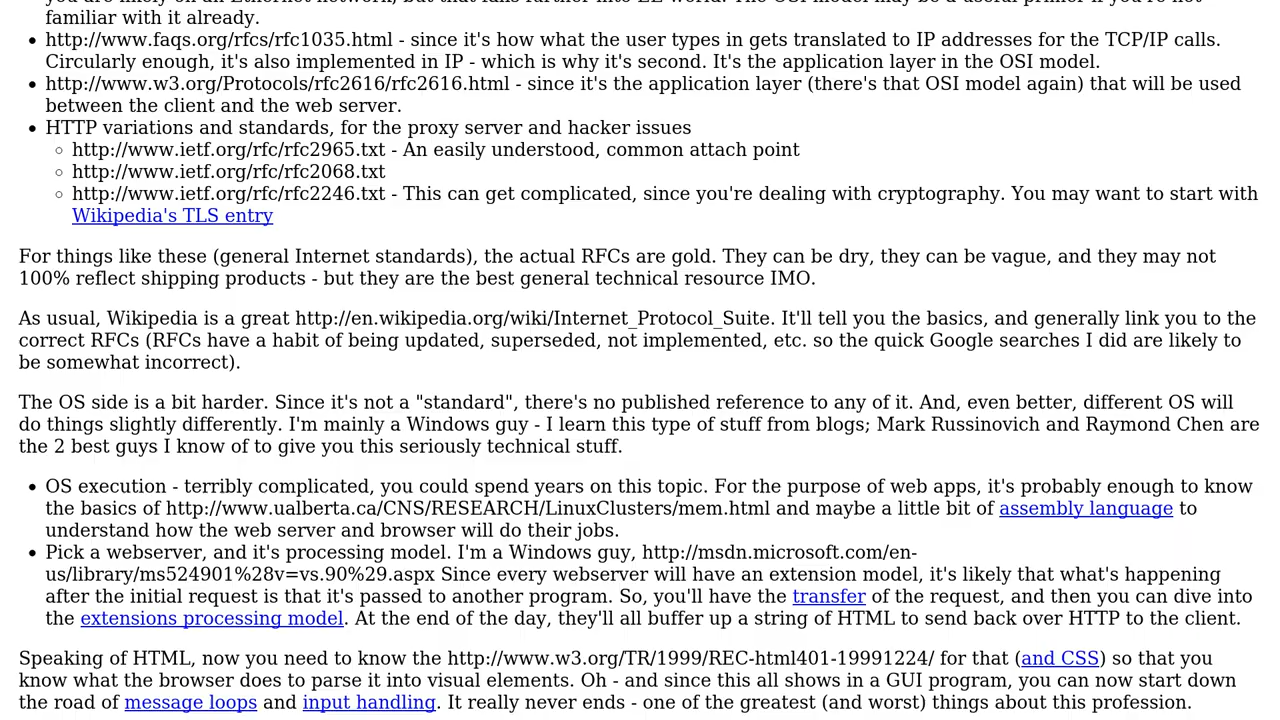 familiar with it already.
• http://www.faqs.org/rfcs/rfc1035.html - since it's how what the user types in gets translated to IP addresses for the TCP/IP calls.
Circularly enough, it's also implemented in IP - which is why it's second. It's the application layer in the OSI model.
• http://www.w3.org/Protocols/rfc2616/rfc2616.html - since it's the application layer (there's that OSI model again) that will be used
between the client and the web server.
• HTTP variations and standards, for the proxy server and hacker issues
◦ http://www.ietf.org/rfc/rfc2965.txt - An easily understood, common attach point
◦ http://www.ietf.org/rfc/rfc2068.txt
◦ http://www.ietf.org/rfc/rfc2246.txt - This can get complicated, since you're dealing with cryptography. You may want to start with
Wikipedia's TLS entry
For things like these (general Internet standards), the actual RFCs are gold. They can be dry, they can be vague, and they may not
100% reflect shipping products - but they are the best general technical resource IMO.
As usual, Wikipedia is a great http://en.wikipedia.org/wiki/Internet_Protocol_Suite. It'll tell you the basics, and generally link you to the
correct RFCs (RFCs have a habit of being updated, superseded, not implemented, etc. so the quick Google searches I did are likely to
be somewhat incorrect).
The OS side is a bit harder. Since it's not a "standard", there's no published reference to any of it. And, even better, different OS will
do things slightly differently. I'm mainly a Windows guy - I learn this type of stuff from blogs; Mark Russinovich and Raymond Chen are
the 2 best guys I know of to give you this seriously technical stuff.
• OS execution - terribly complicated, you could spend years on this topic. For the purpose of web apps, it's probably enough to know
the basics of http://www.ualberta.ca/CNS/RESEARCH/LinuxClusters/mem.html and maybe a little bit of assembly language to
understand how the web server and browser will do their jobs.
• Pick a webserver, and it's processing model. I'm a Windows guy, http://msdn.microsoft.com/en-
us/library/ms524901%28v=vs.90%29.aspx Since every webserver will have an extension model, it's likely that what's happening
after the initial request is that it's passed to another program. So, you'll have the transfer of the request, and then you can dive into
the extensions processing model. At the end of the day, they'll all buffer up a string of HTML to send back over HTTP to the client.
Speaking of HTML, now you need to know the http://www.w3.org/TR/1999/REC-html401-19991224/ for that (and CSS) so that you
know what the browser does to parse it into visual elements. Oh - and since this all shows in a GUI program, you can now start down
the road of message loops and input handling. It really never ends - one of the greatest (and worst) things about this profession.